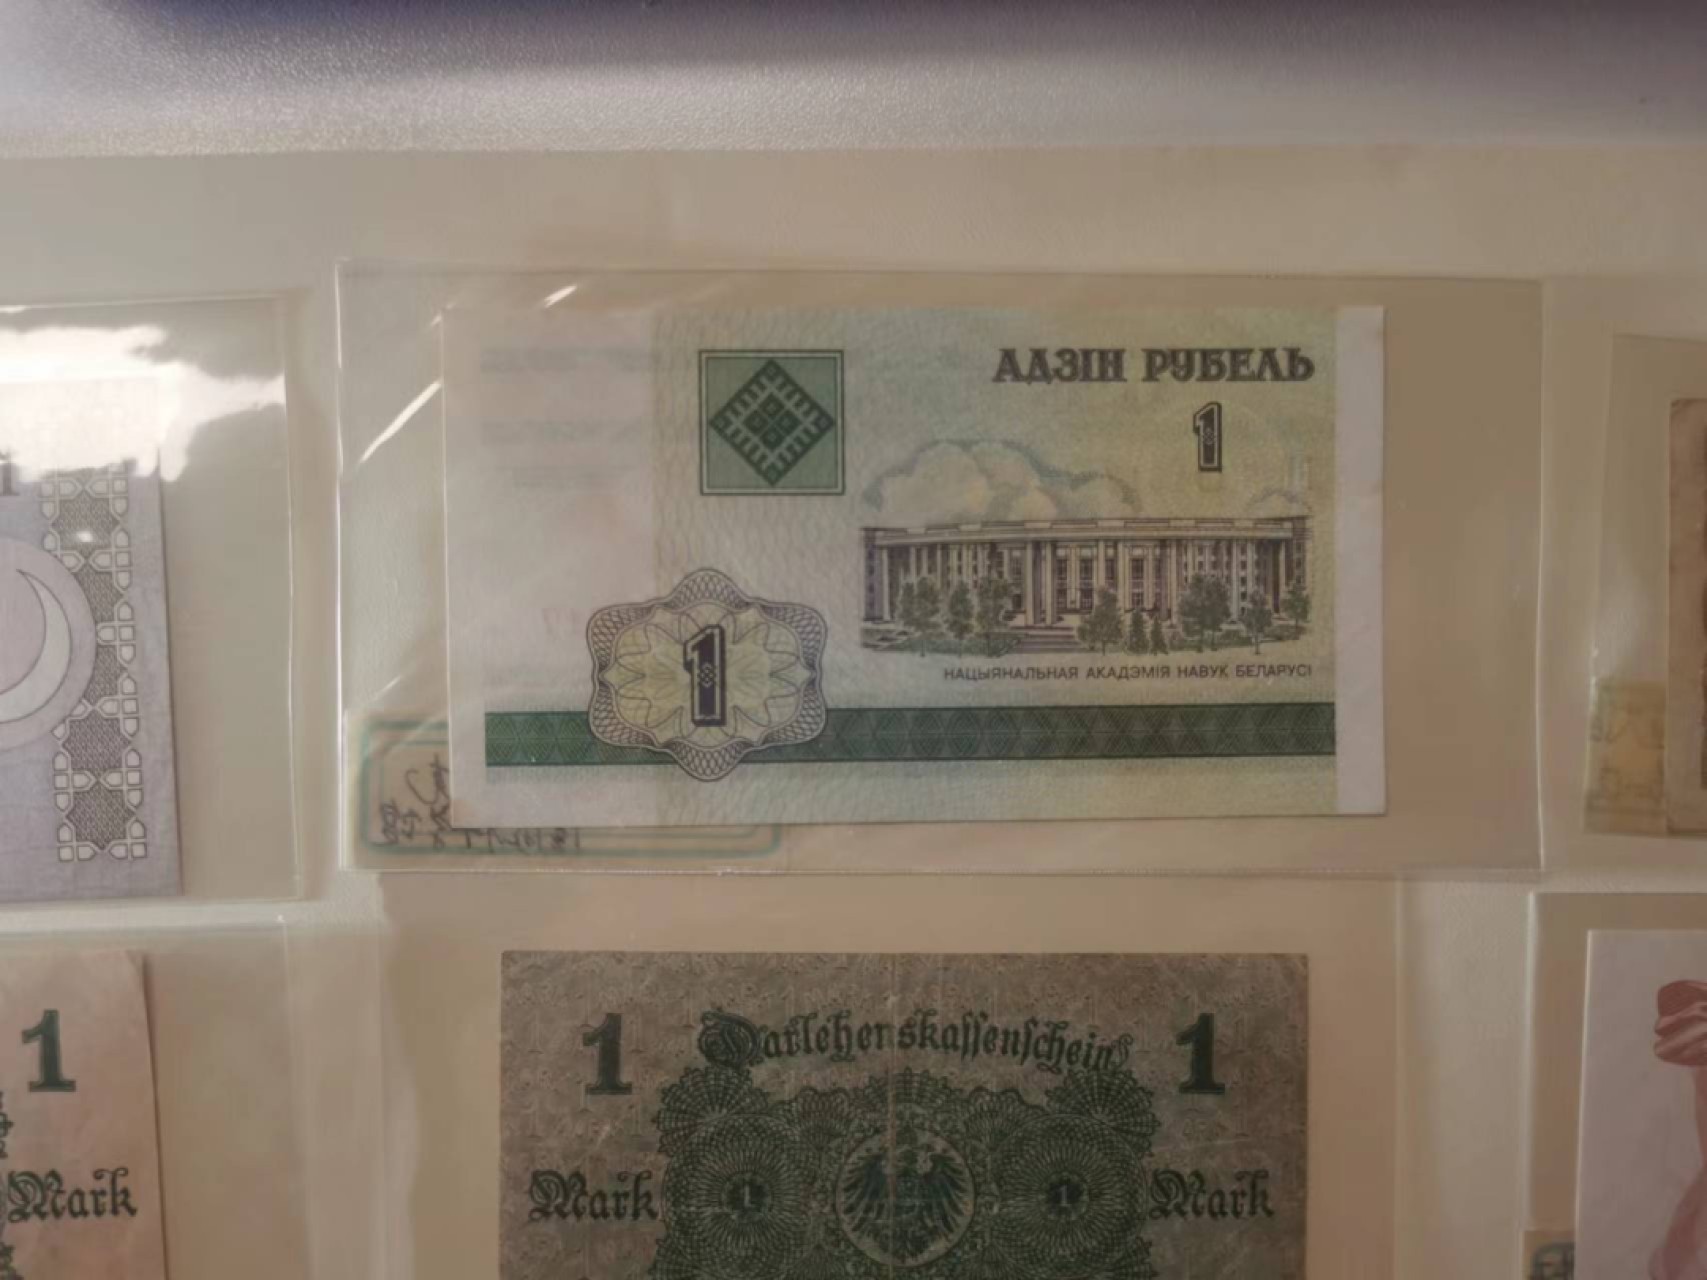 АДЗІН РУБЕЛЬ
1
1
НАЦЫЯНАЛЬНАЯ АКАДЭМІЯ НАВУК БЕЛАРУСІ
1
Mark
1 Darlehenskassenschein 1
1 1
Mark Mark